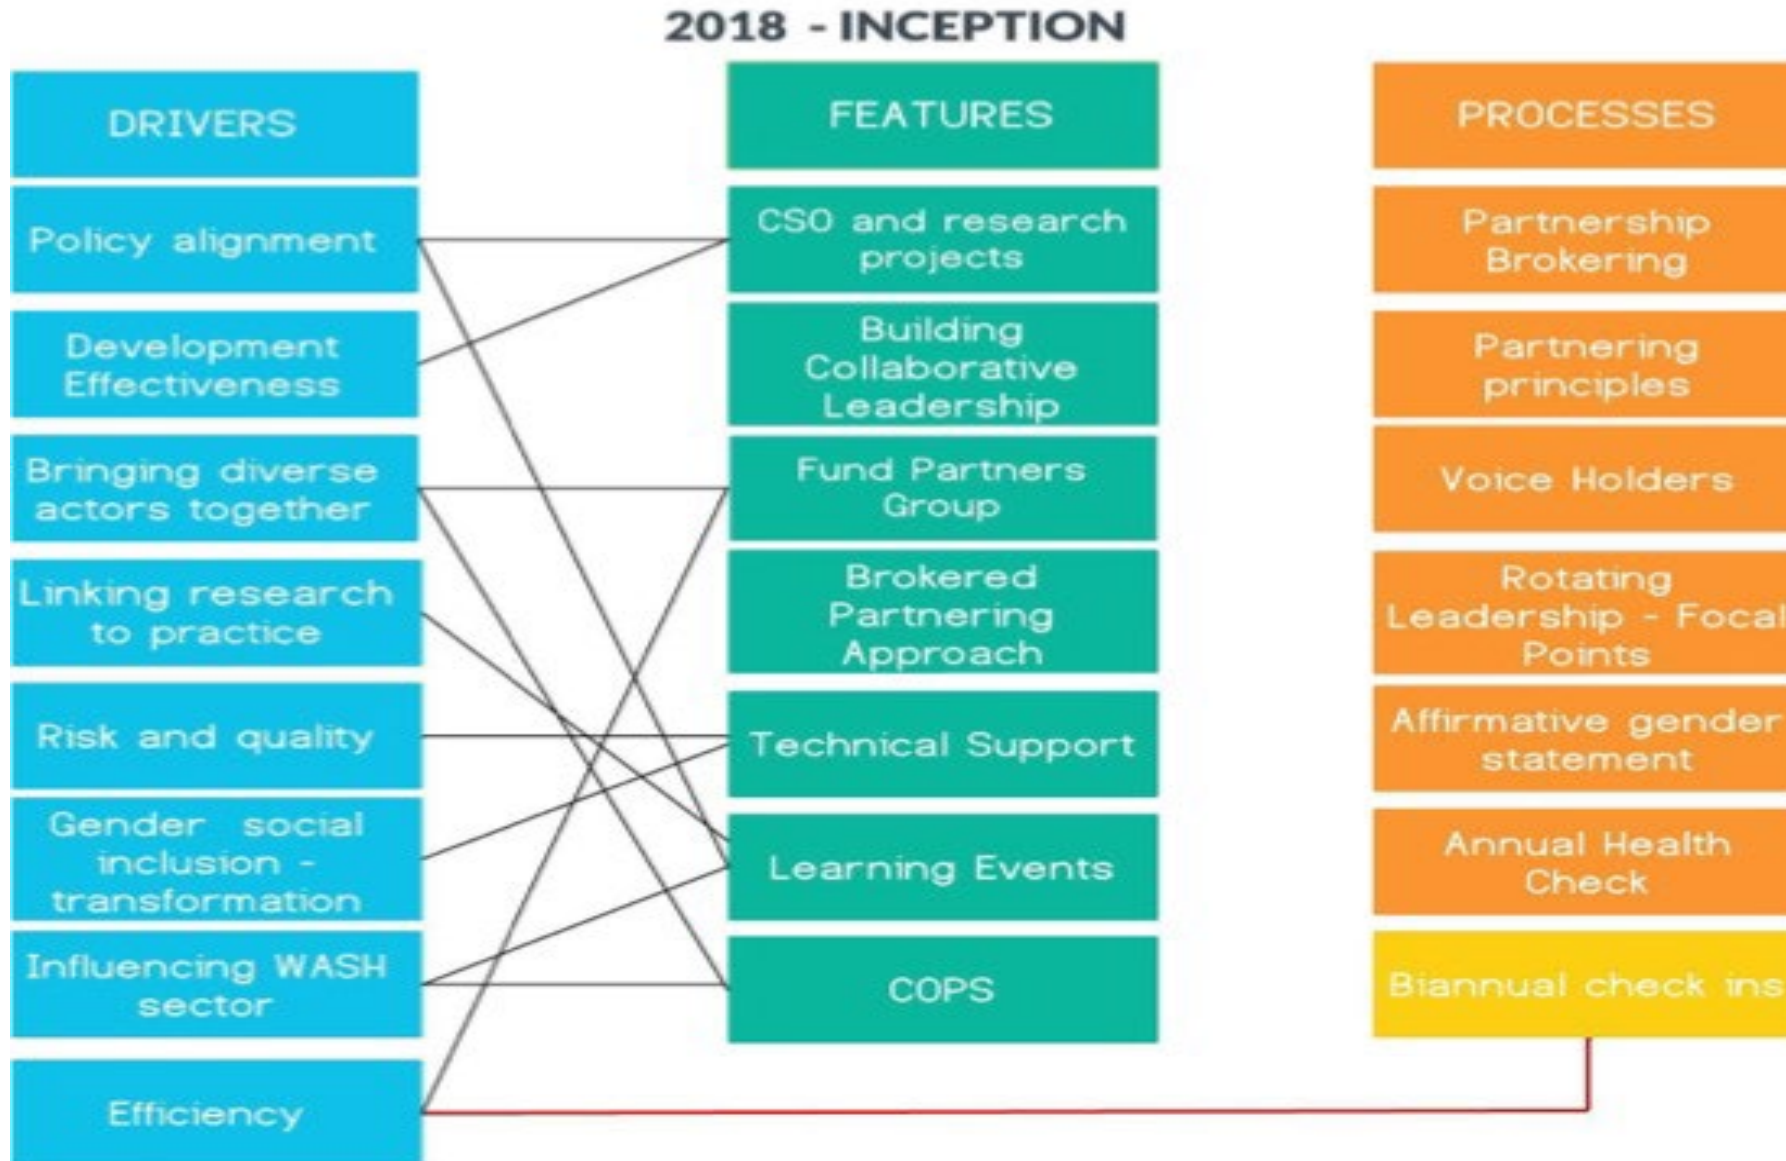 2018 - INCEPTION
DRIVERS
Policy alignment
Development
Effectiveness
Bringing diverse
actors together
Linking research
to practice
Risk and quality
Gender social
inclusion -
transformation
Influencing WASH
sector
Efficiency
FEATURES
CSO and research
projects
Building
Collaborative
Leadership
Fund Partners
Group
Brokered
Partnering
Approach
Technical Support
Learning Events
COPS
PROCESSES
Partnership
Brokering
Partnering
principles
Voice Holders
Rotating
Leadership - Focal
Points
Affirmative gender
statement
Annual Health
Check
Biannual check ins